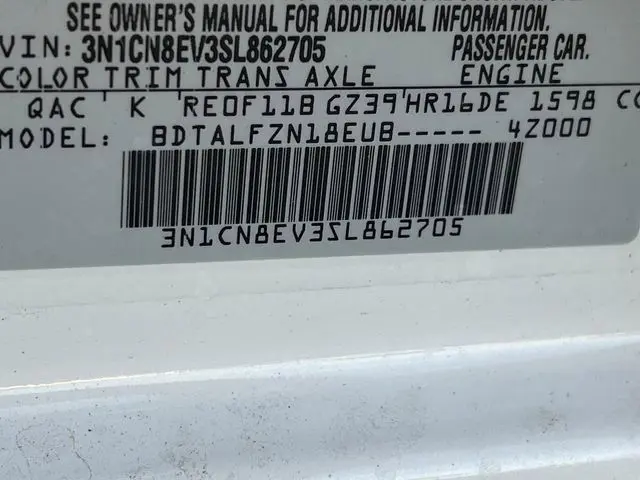 SEE OWNER'S MANUAL FOR ADDITIONAL INFORMATION.
VIN: 3N1CN8EV3SL862705 PASSENGER CAR.
COLOR TRIM TRANS AXLE ENGINE
QAC K RE0F11B GZ39 HR16DE 1598 CC
MODEL: BDTALFZN18EUB----- 4Z000
3N1CN8EV3SL862705